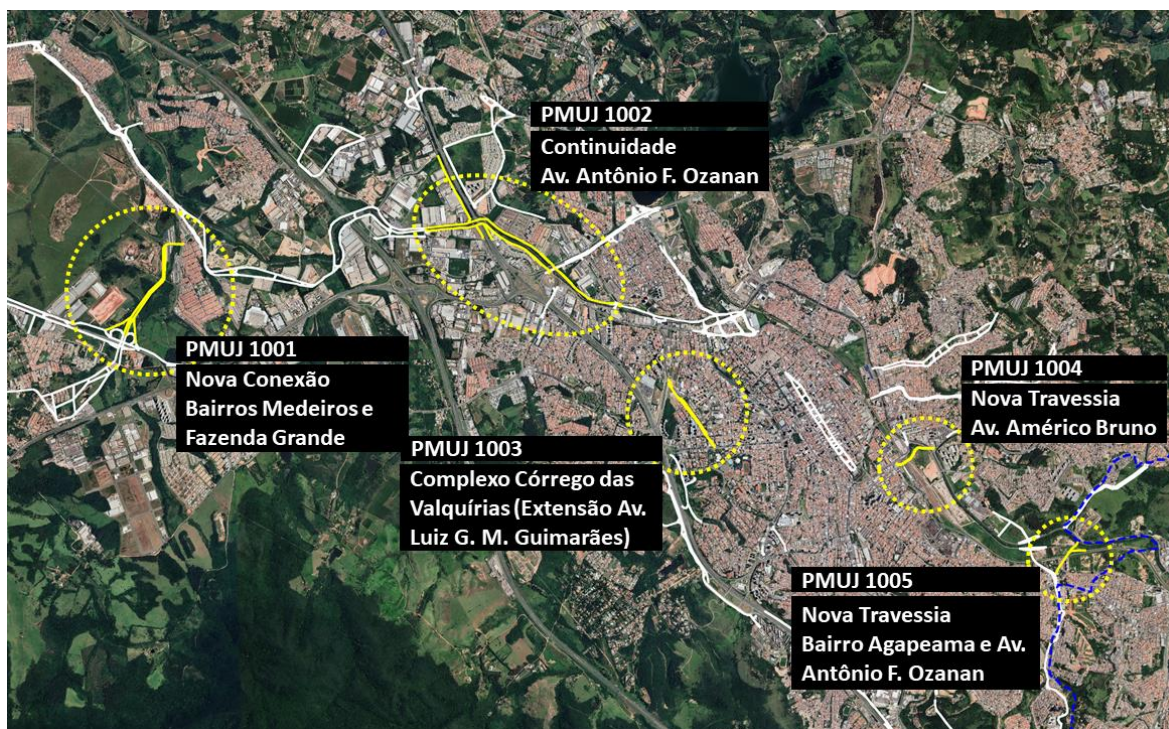 PMUJ 1002
Continuidade
Av. Antônio F. Ozanan
PMUJ 1001
Nova Conexão
Bairros Medeiros e
Fazenda Grande
PMUJ 1003
Complexo Córrego das
Valquírias (Extensão Av.
Luiz G. M. Guimarães)
PMUJ 1004
Nova Travessia
Av. Américo Bruno
PMUJ 1005
Nova Travessia
Bairro Agapeama e Av.
Antônio F. Ozanan